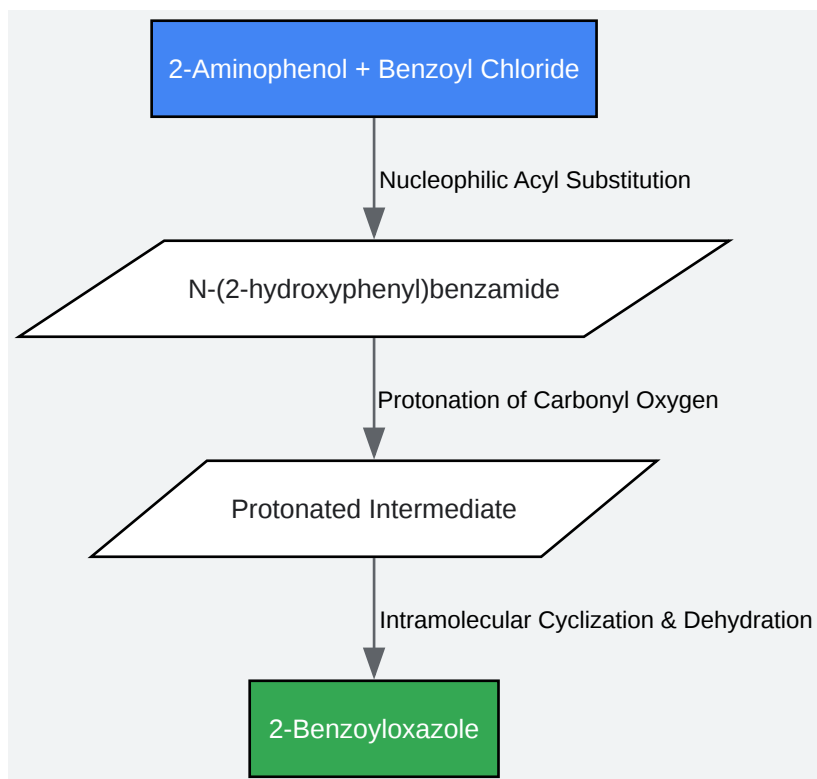 2-Aminophenol + Benzoyl Chloride
Nucleophilic Acyl Substitution
N-(2-hydroxyphenyl)benzamide
Protonation of Carbonyl Oxygen
Protonated Intermediate
Intramolecular Cyclization & Dehydration
2-Benzoyloxazole